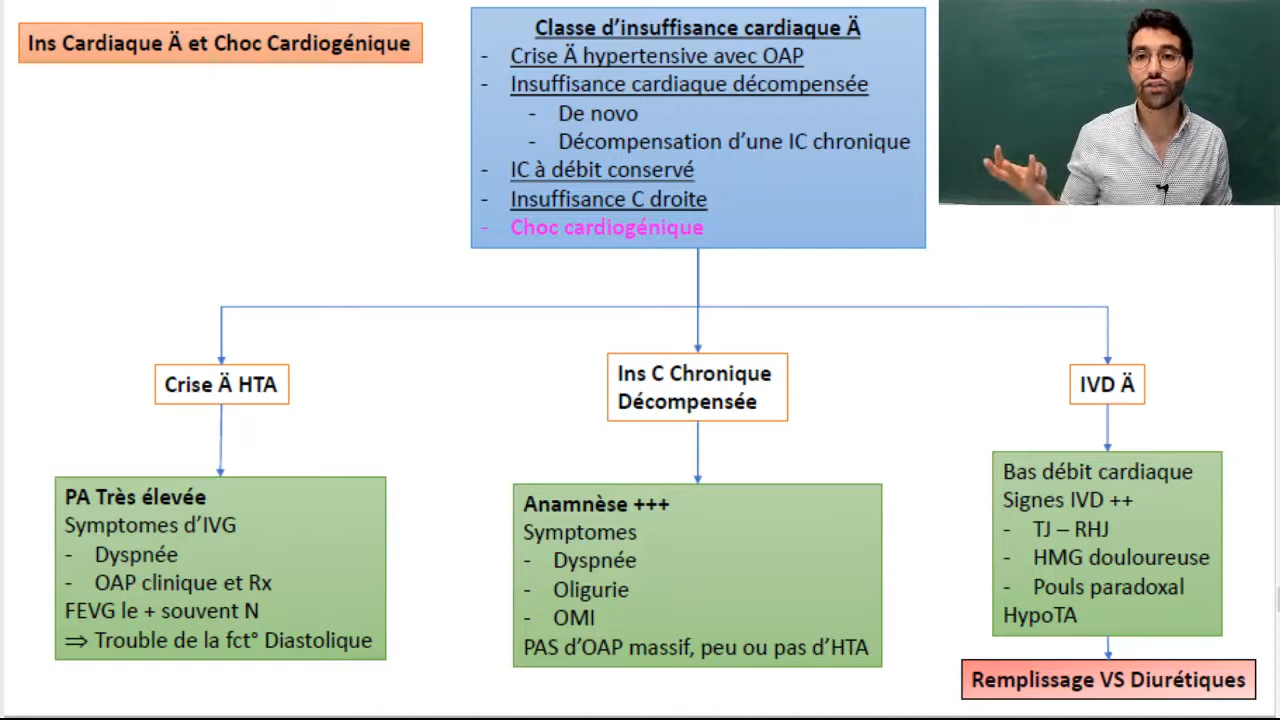 Ins Cardiaque Ä et Choc Cardiogénique
Classe d’insuffisance cardiaque Ä
- Crise Ä hypertensive avec OAP
- Insuffisance cardiaque décompensée
- De novo
- Décompensation d’une IC chronique
- IC à débit conservé
- Insuffisance C droite
- Choc cardiogénique
Crise Ä HTA
Ins C Chronique
Décompensée
IVD Ä
PA Très élevée
Symptomes d’IVG
- Dyspnée
- OAP clinique et Rx
FEVG le + souvent N
⇒ Trouble de la fct° Diastolique
Anamnèse +++
Symptomes
- Dyspnée
- Oligurie
- OMI
PAS d’OAP massif, peu ou pas d’HTA
Bas débit cardiaque
Signes IVD ++
- TJ – RHJ
- HMG douloureuse
- Pouls paradoxal
HypoTA
Remplissage VS Diurétiques